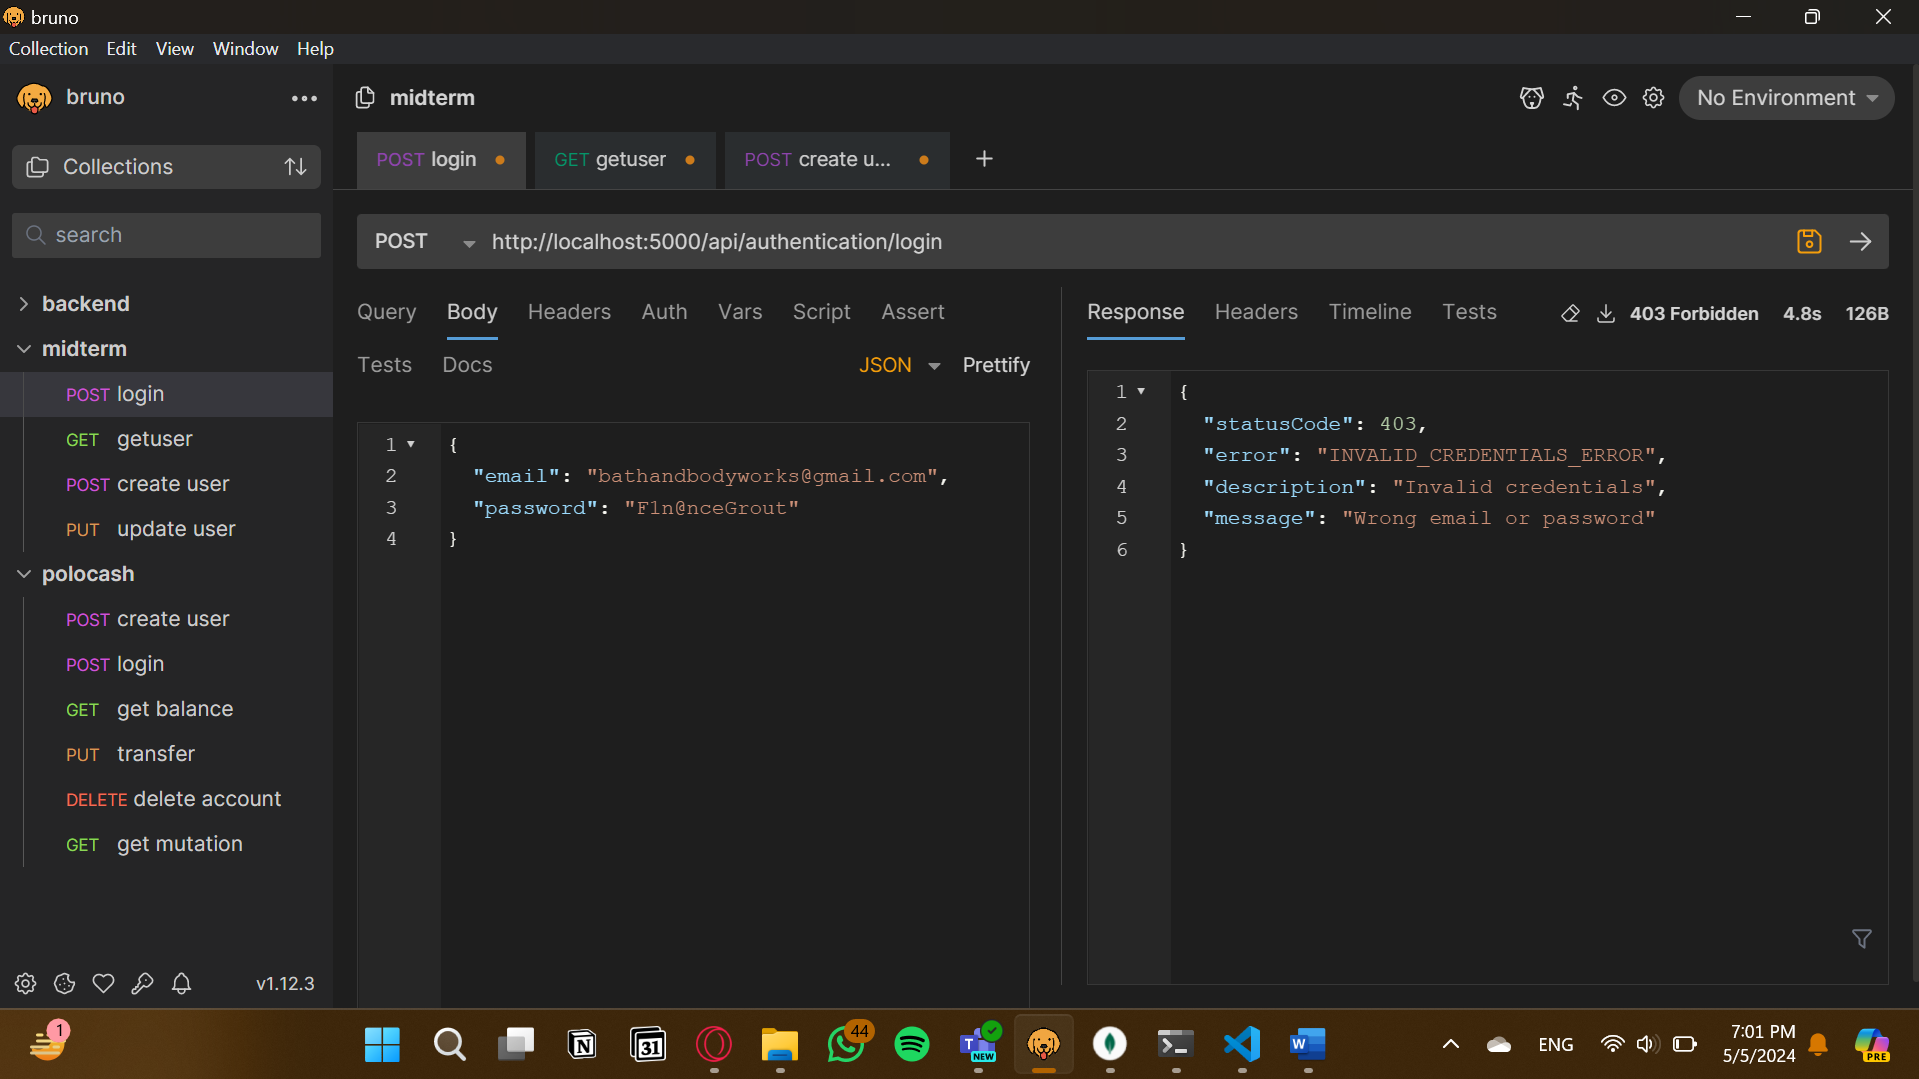 bruno
Collection Edit View Window Help
bruno
midterm
No Environment
Collections
POST login
GET getuser
POST create u...
search
POST http://localhost:5000/api/authentication/login
backend
midterm
POST login
GET getuser
POST create user
PUT update user
polocash
POST create user
POST login
GET get balance
PUT transfer
DELETE delete account
GET get mutation
v1.12.3
Query Body Headers Auth Vars Script Assert
Tests Docs JSON Prettify
1 {
2 "email": "bathandbodyworks@gmail.com",
3 "password": "F1n@nceGrout"
4 }
Response Headers Timeline Tests 403 Forbidden 4.8s 126B
1 {
2 "statusCode": 403,
3 "error": "INVALID_CREDENTIALS_ERROR",
4 "description": "Invalid credentials",
5 "message": "Wrong email or password"
6 }
1
31
44
NEW
ENG
7:01 PM
5/5/2024
PRE